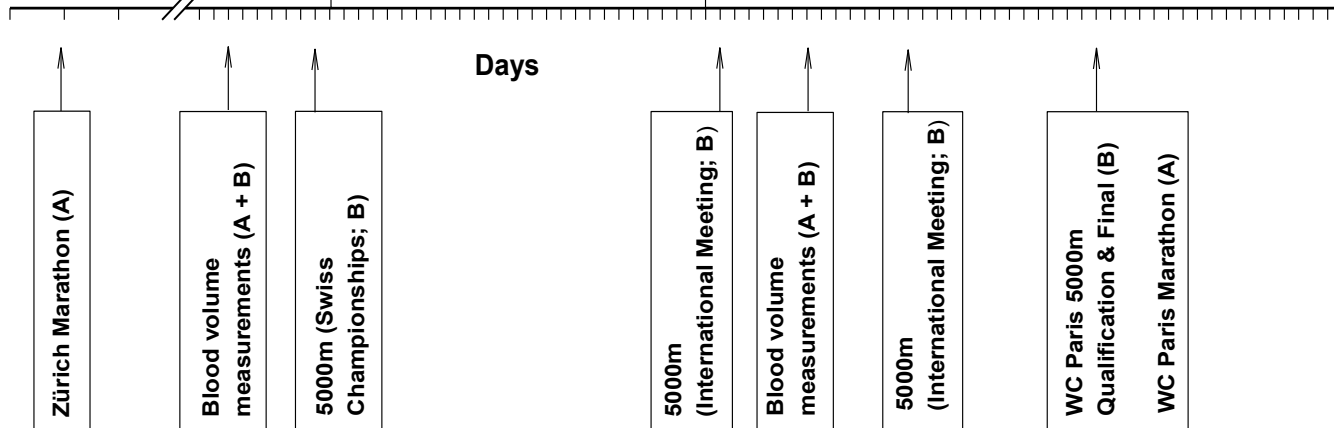 Days
Zürich Marathon (A)
Blood volume
measurements (A + B)
5000m (Swiss
Championships; B)
5000m
(International Meeting; B)
Blood volume
measurements (A + B)
5000m
(International Meeting; B)
WC Paris 5000m
Qualification & Final (B)
WC Paris Marathon (A)